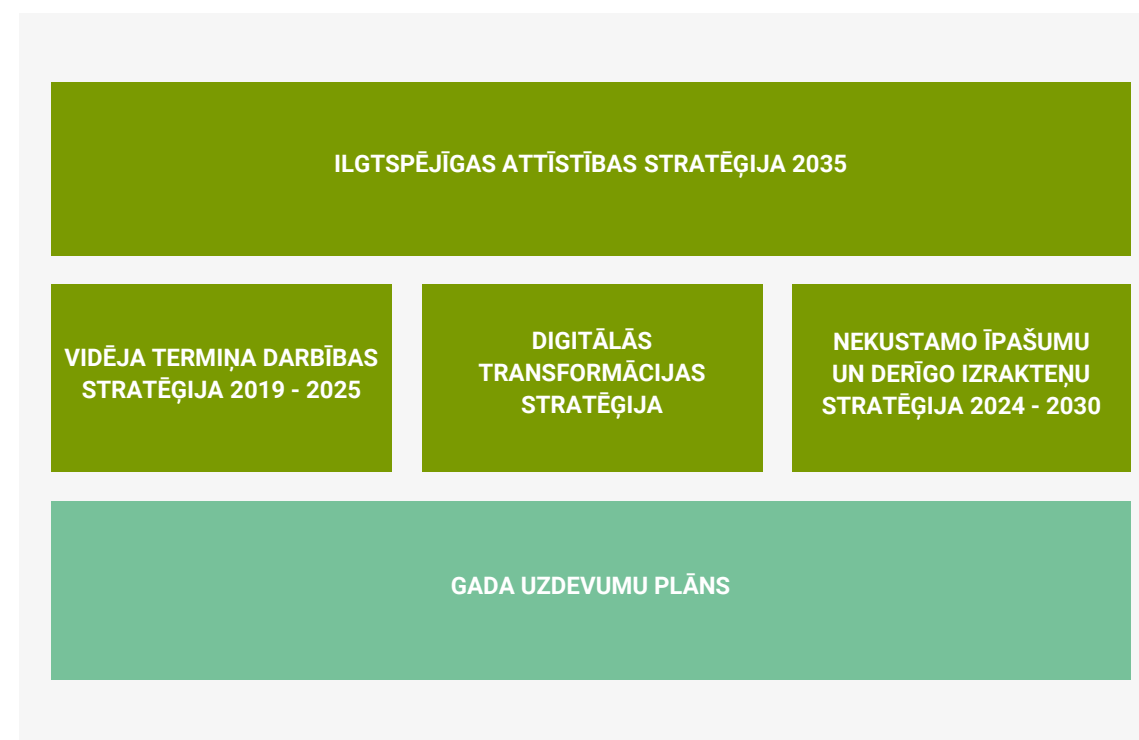 ILGTSPĒJĪGAS ATTĪSTĪBAS STRATĒĢIJA 2035
VIDĒJA TERMIŅA DARBĪBAS
STRATĒĢIJA 2019 - 2025
DIGITĀLĀS
TRANSFORMĀCIJAS
STRATĒĢIJA
NEKUSTAMO ĪPAŠUMU
UN DERĪGO IZRAKTEŅU
STRATĒĢIJA 2024 - 2030
GADA UZDEVUMU PLĀNS